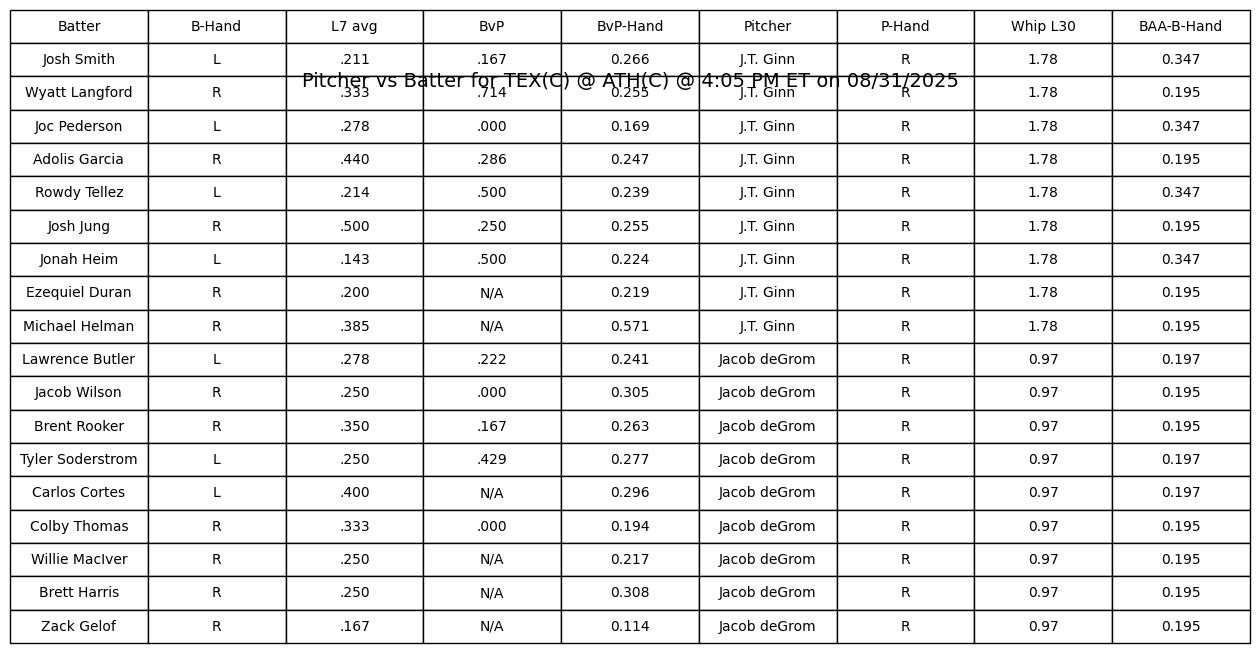 Batter B-Hand L7 avg BvP BvP-Hand Pitcher P-Hand Whip L30 BAA-B-Hand
Josh Smith L .211 .167 0.266 J.T. Ginn R 1.78 0.347
Pitcher vs Batter for TEX(C) @ ATH(C) @ 4:05 PM ET on 08/31/2025
Wyatt Langford R .333 .714 0.255 J.T. Ginn R 1.78 0.195
Joc Pederson L .278 .000 0.169 J.T. Ginn R 1.78 0.347
Adolis Garcia R .440 .286 0.247 J.T. Ginn R 1.78 0.195
Rowdy Tellez L .214 .500 0.239 J.T. Ginn R 1.78 0.347
Josh Jung R .500 .250 0.255 J.T. Ginn R 1.78 0.195
Jonah Heim L .143 .500 0.224 J.T. Ginn R 1.78 0.347
Ezequiel Duran R .200 N/A 0.219 J.T. Ginn R 1.78 0.195
Michael Helman R .385 N/A 0.571 J.T. Ginn R 1.78 0.195
Lawrence Butler L .278 .222 0.241 Jacob deGrom R 0.97 0.197
Jacob Wilson R .250 .000 0.305 Jacob deGrom R 0.97 0.195
Brent Rooker R .350 .167 0.263 Jacob deGrom R 0.97 0.195
Tyler Soderstrom L .250 .429 0.277 Jacob deGrom R 0.97 0.197
Carlos Cortes L .400 N/A 0.296 Jacob deGrom R 0.97 0.197
Colby Thomas R .333 .000 0.194 Jacob deGrom R 0.97 0.195
Willie MacIver R .250 N/A 0.217 Jacob deGrom R 0.97 0.195
Brett Harris R .250 N/A 0.308 Jacob deGrom R 0.97 0.195
Zack Gelof R .167 N/A 0.114 Jacob deGrom R 0.97 0.195